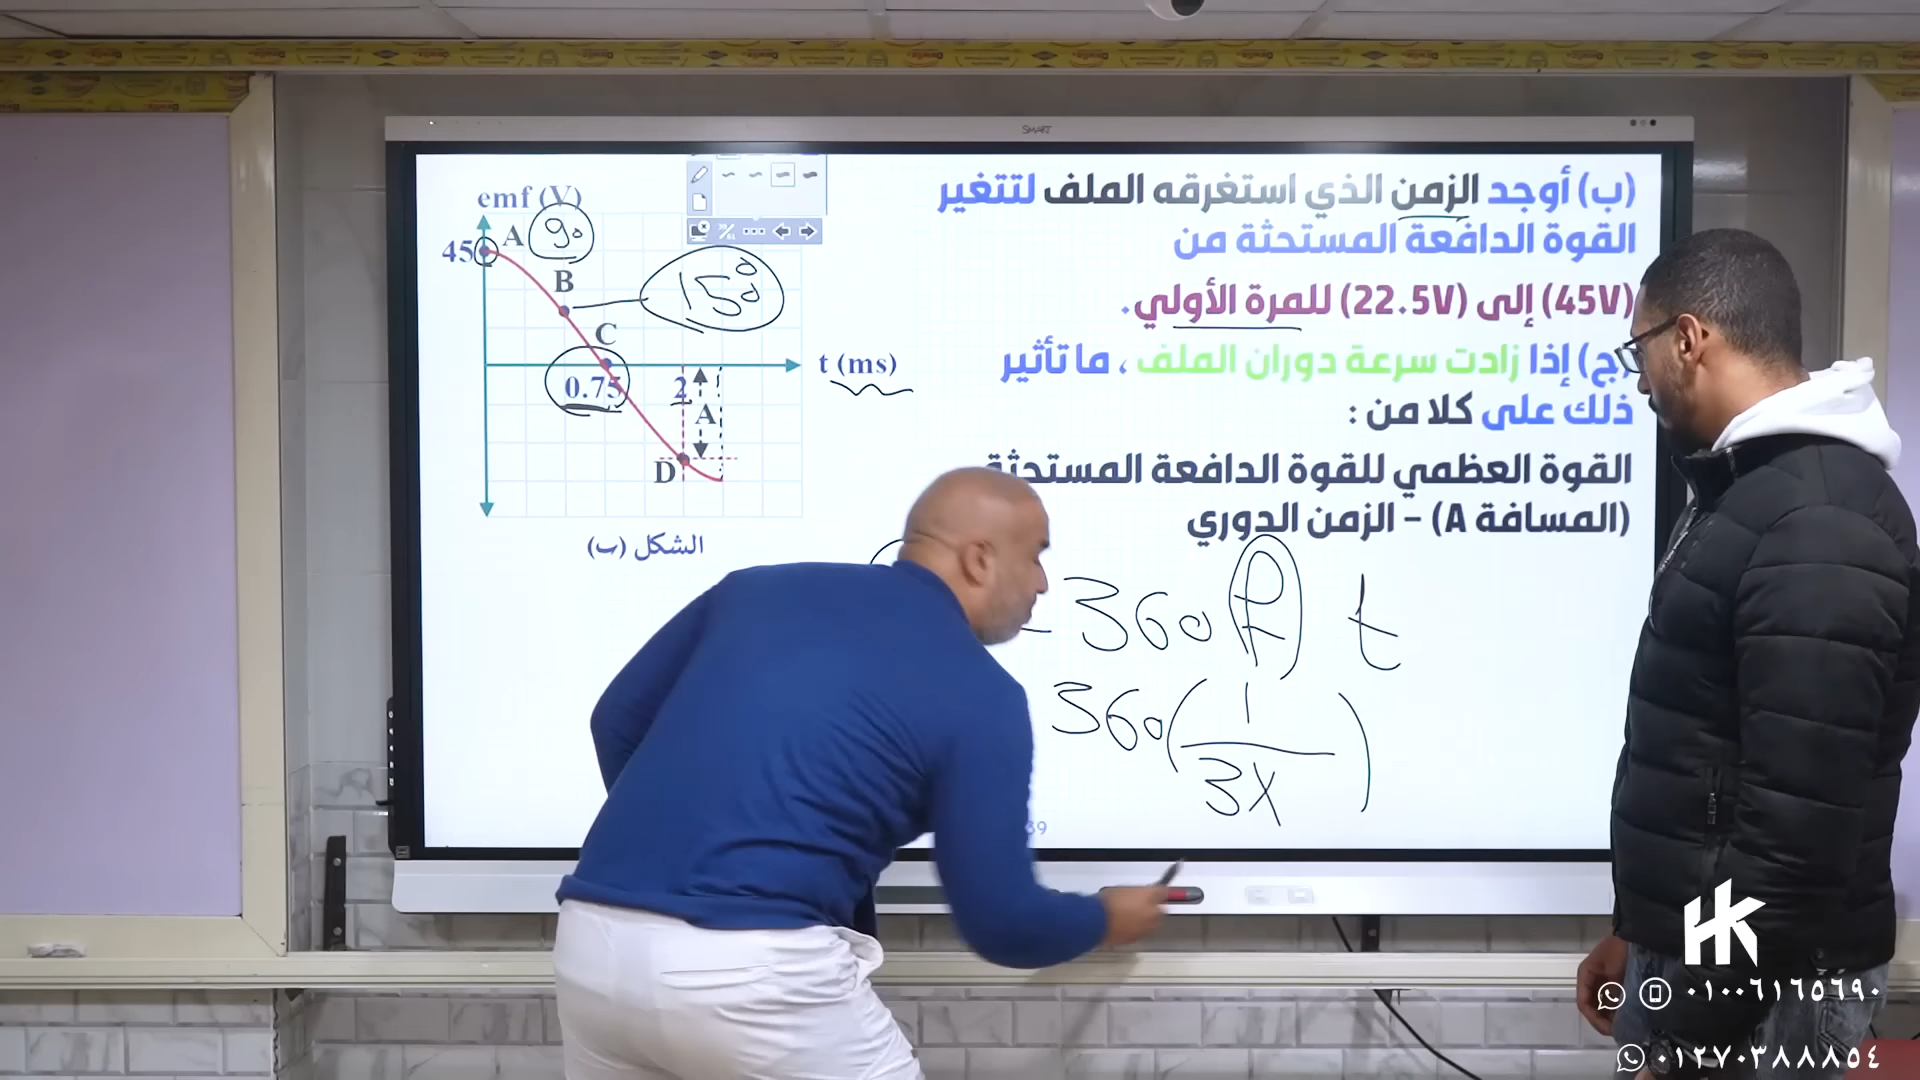 SMART
(ب) أوجد الزمن الذي استغرقه الملف لتتغير
القوة الدافعة المستحثة من
(45V) إلى (22.5V) للمرة الأولي.
(ج) إذا زادت سرعة دوران الملف ، ما تأثير
ذلك على كلا من :
القوة العظمي للقوة الدافعة المستحثة
(المسافة A) – الزمن الدوري
emf (V)
45 A 90
B 150
C
0.75 2 t (ms)
A
D
الشكل (ب)
360 f t
360 ( 1
3x )
39
HK
٠١٠٠٦١٦٥٦٩٠
٠١٢٧٠٣٨٨٨٥٤